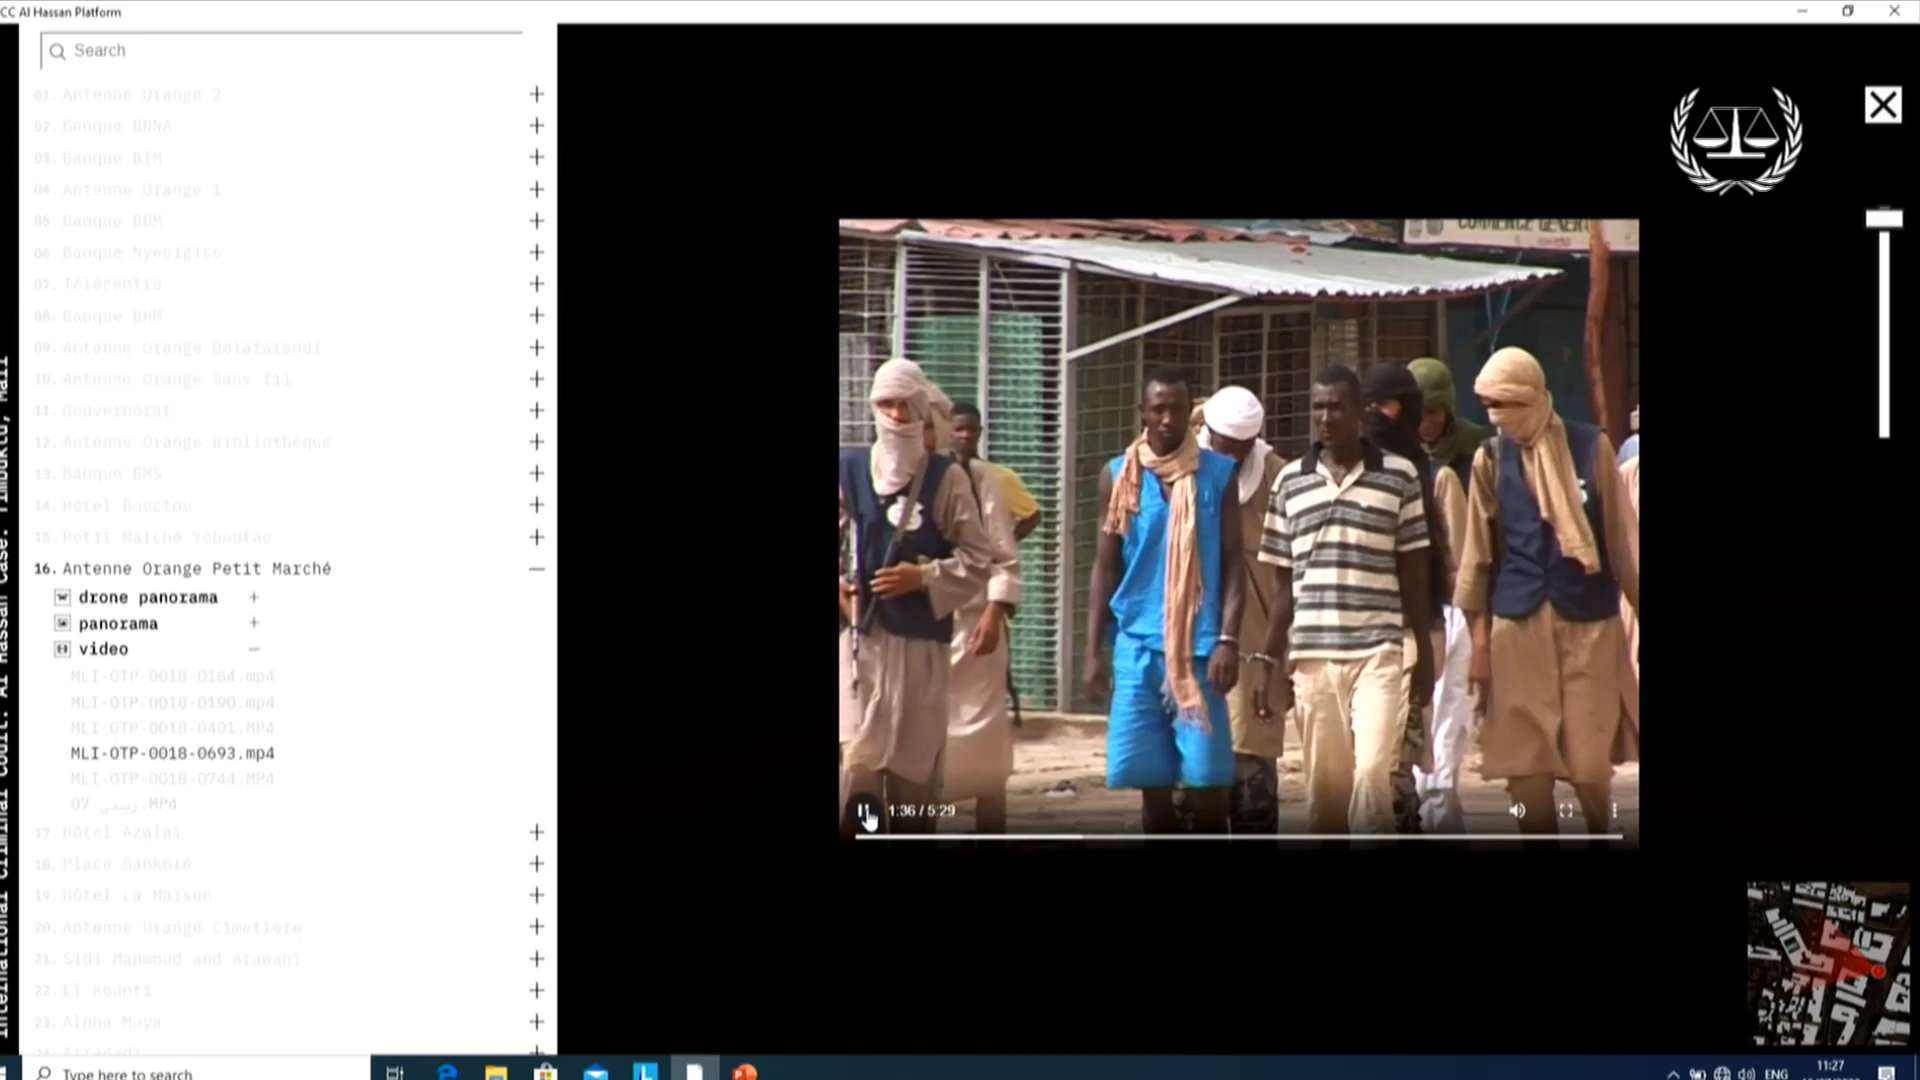 CC Al Hassan Platform
Search
01. Antenne Orange 2
02. Banque BDNA
03. Banque BIM
04. Antenne Orange 1
05. Banque BDM
06. Banque Nyesigiso
07. Télécentre
08. Banque BHM
09. Antenne Orange Belafarandi
10. Antenne Orange Sans fil
11. Gouvernorat
12. Antenne Orange Bibliothèque
13. Banque BMS
14. Hôtel Bouctou
15. Petit Marché Yoboutao
16. Antenne Orange Petit Marché
drone panorama
panorama
video
MLI-OTP-0018-0184.mp4
MLI-OTP-0018-0190.mp4
MLI-OTP-0018-0401.MP4
MLI-OTP-0018-0693.mp4
MLI-OTP-0018-0744.MP4
07 زيني.MP4
17. Hôtel Azalaï
18. Place Sankoré
19. Hôtel La Maison
20. Antenne Orange Cimetière
21. Sidi Mahmoud and Arawani
22. El Kounti
23. Alpha Moya
International Criminal Court: Al Hassan Case. Timbuktu, Mali
COMMERCE GENERAL
1:36 / 5:29
Type here to search
ENG
11:27